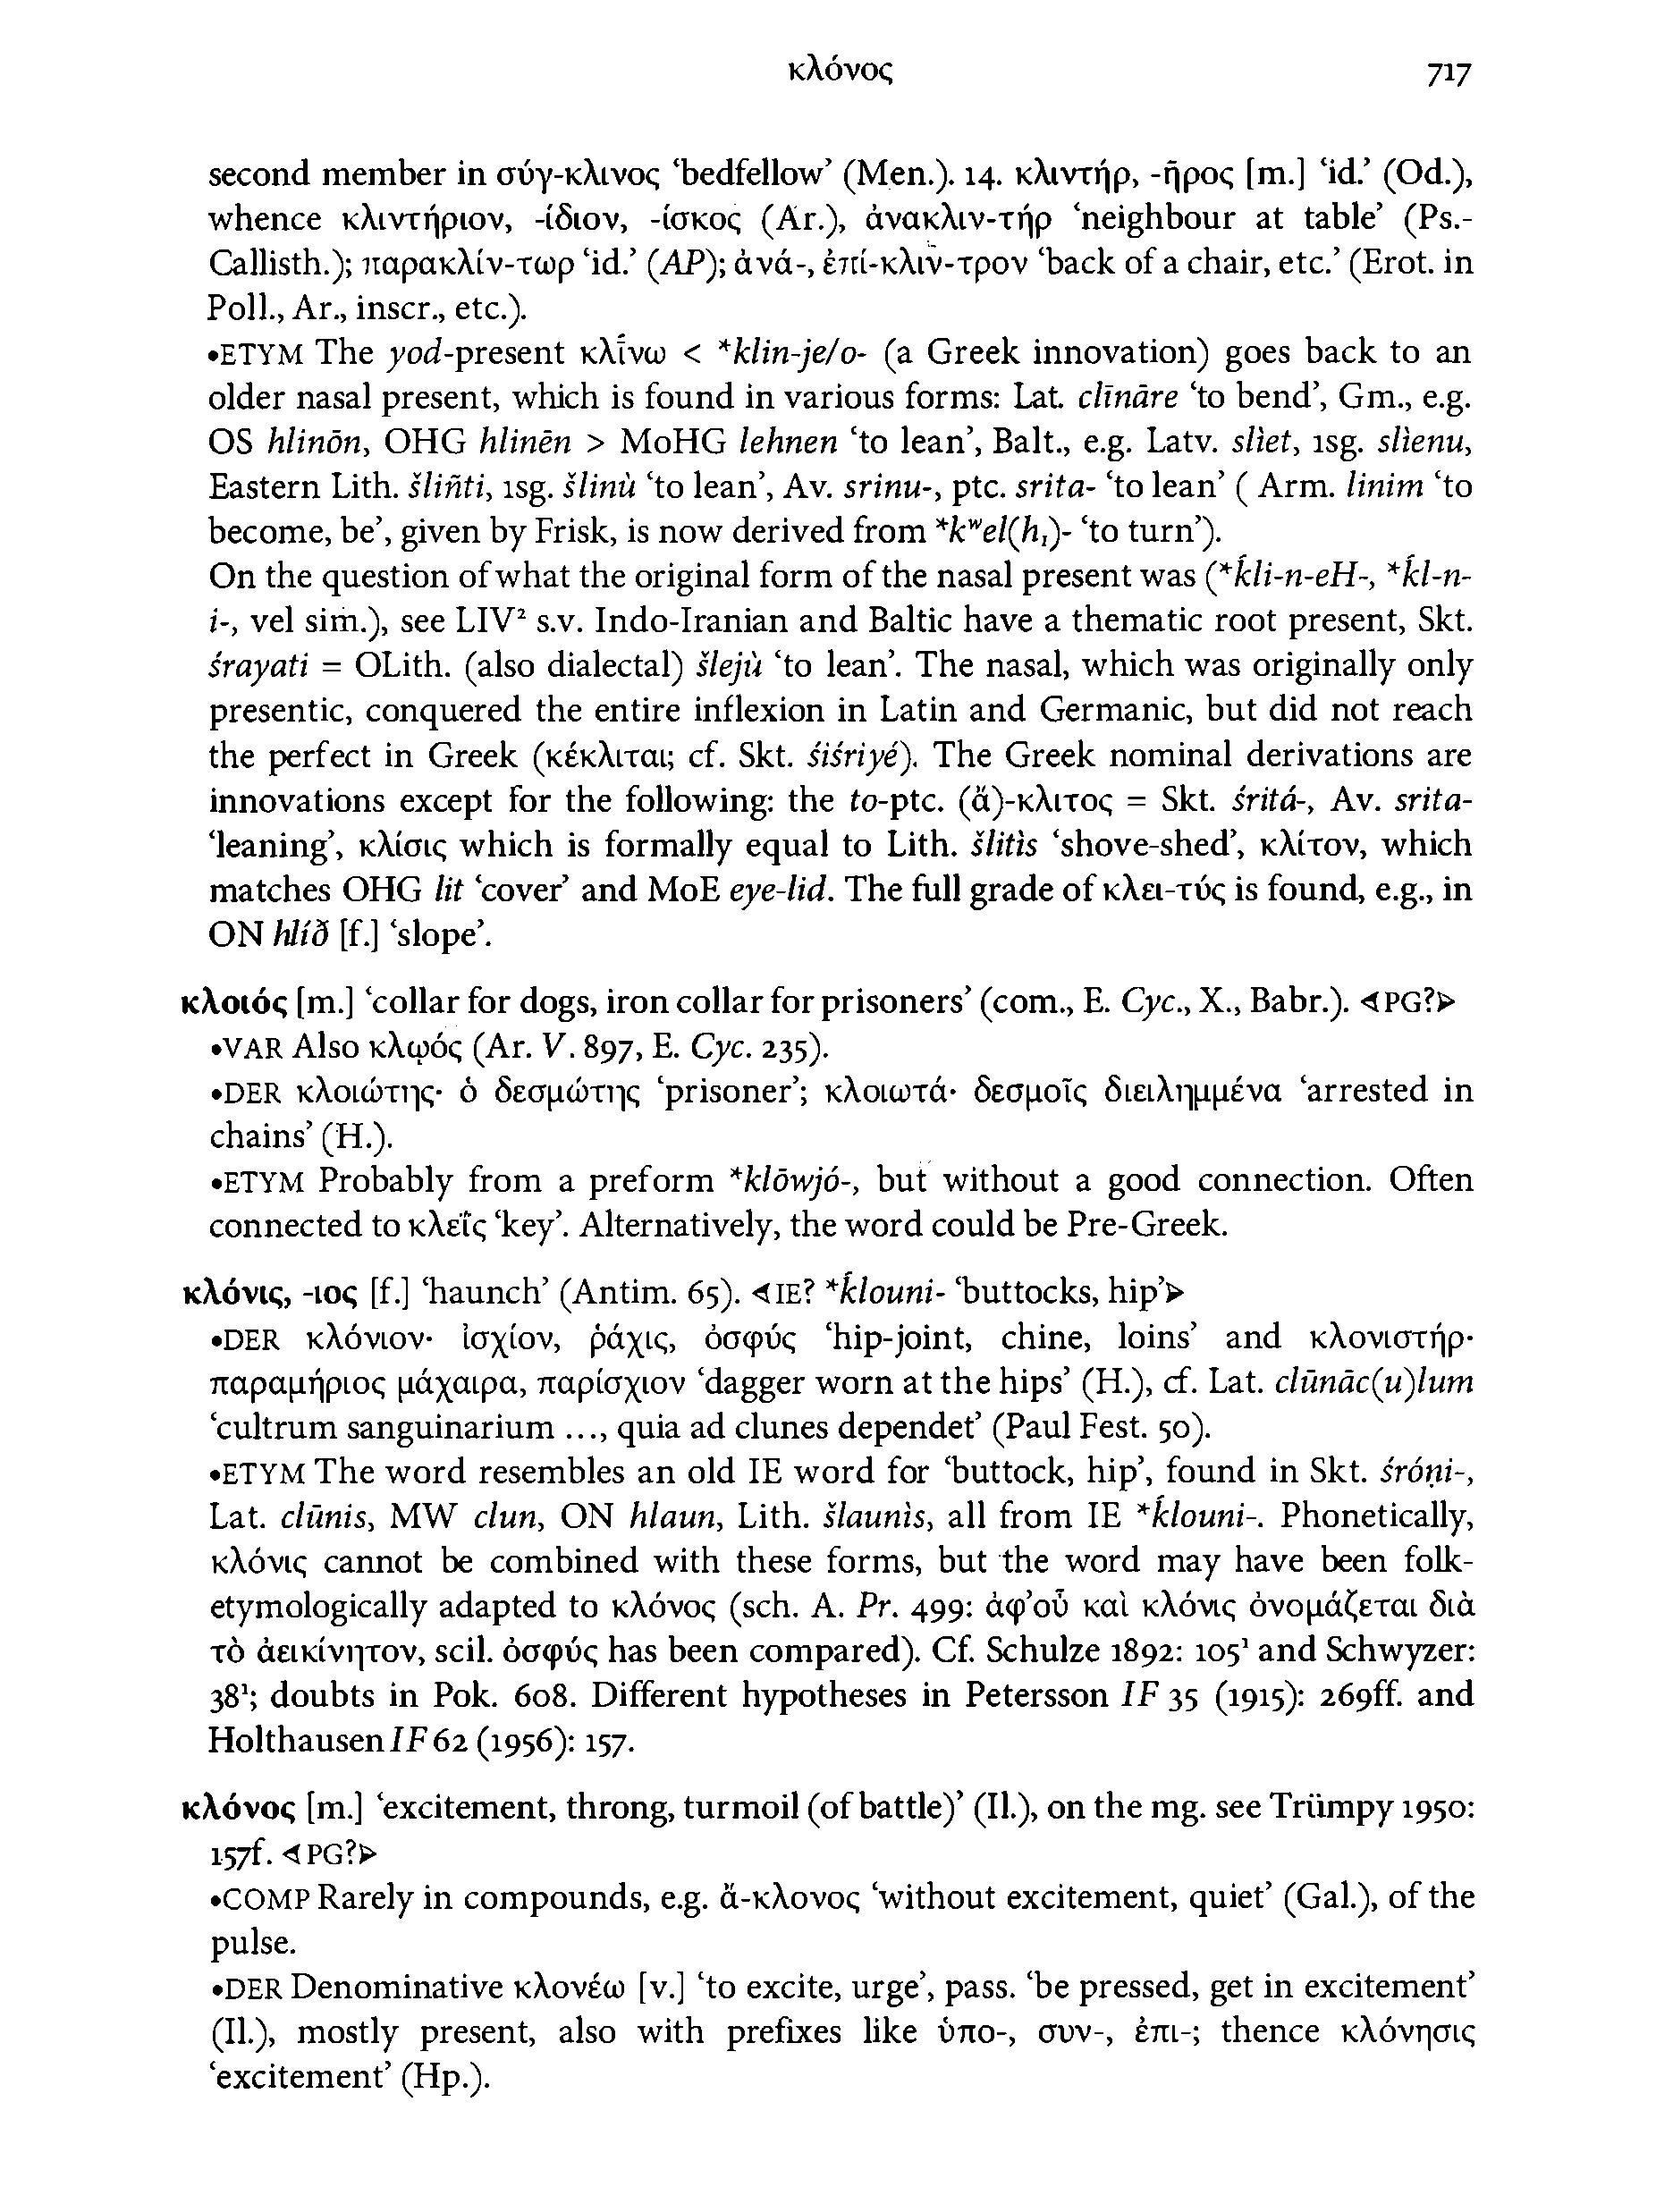 κλόνος 717
second member in σύγ-κλινος ‘bedfellow’ (Men.). 14. κλιντήρ, -ῆρος [m.] ‘id.’ (Od.),
whence κλιντήριον, -ίδιον, -ίσκος (Ar.), ἀνακλιν-τήρ ‘neighbour at table’ (Ps.-
Callisth.); παρακλίν-τωρ ‘id.’ (AP); ἀνά-, ἐπί-κλιν-τρον ‘back of a chair, etc.’ (Erot. in
Poll., Ar., inscr., etc.).
•ETYM The yod-present κλί̄νω < *klin-je/o- (a Greek innovation) goes back to an
older nasal present, which is found in various forms: Lat. clīnāre ‘to bend’, Gm., e.g.
OS hlinōn, OHG hlinēn > MoHG lehnen ‘to lean’, Balt., e.g. Latv. slìet, 1sg. slìenu,
Eastern Lith. šliñti, 1sg. šlinù ‘to lean’, Av. srinu-, ptc. srita- ‘to lean’ ( Arm. linim ‘to
become, be’, given by Frisk, is now derived from *kʷel(h₁)- ‘to turn’).
On the question of what the original form of the nasal present was (*ḱli-n-eH-, *ḱl-n-
i-, vel sim.), see LIV² s.v. Indo-Iranian and Baltic have a thematic root present, Skt.
śrayati = OLith. (also dialectal) šlejù ‘to lean’. The nasal, which was originally only
presentic, conquered the entire inflexion in Latin and Germanic, but did not reach
the perfect in Greek (κέκλιται; cf. Skt. śiśriyé). The Greek nominal derivations are
innovations except for the following: the to-ptc. (ἄ)-κλιτος = Skt. śritá-, Av. srita-
‘leaning’, κλίσις which is formally equal to Lith. šlitìs ‘shove-shed’, κλίτον, which
matches OHG lit ‘cover’ and MoE eye-lid. The full grade of κλει-τύς is found, e.g., in
ON hlíð [f.] ‘slope’.
κλοιός [m.] ‘collar for dogs, iron collar for prisoners’ (com., E. Cyc., X., Babr.). ⊲PG?⊳
•VAR Also κλῳός (Ar. V. 897, E. Cyc. 235).
•DER κλοιώτης· ὁ δεσμώτης ‘prisoner’; κλοιωτά· δεσμοῖς διειλημμένα ‘arrested in
chains’ (H.).
•ETYM Probably from a preform *klōwjó-, but without a good connection. Often
connected to κλείς ‘key’. Alternatively, the word could be Pre-Greek.
κλόνις, -ιος [f.] ‘haunch’ (Antim. 65). ⊲IE? *ḱlouni- ‘buttocks, hip’⊳
•DER κλόνιον· ἰσχίον, ῥάχις, ὀσφύς ‘hip-joint, chine, loins’ and κλονιστήρ·
παραμήριος μάχαιρα, παρίσχιον ‘dagger worn at the hips’ (H.), cf. Lat. clūnāc(u)lum
‘cultrum sanguinarium ..., quia ad clunes dependet’ (Paul Fest. 50).
•ETYM The word resembles an old IE word for ‘buttock, hip’, found in Skt. śróṇi-,
Lat. clūnis, MW clun, ON hlaun, Lith. šlaunìs, all from IE *ḱlouni-. Phonetically,
κλόνις cannot be combined with these forms, but the word may have been folk-
etymologically adapted to κλόνος (sch. A. Pr. 499: ἀφ’οὗ καὶ κλόνις ὀνομάζεται διὰ
τὸ ἀεικίνητον, scil. ὀσφύς has been compared). Cf. Schulze 1892: 105¹ and Schwyzer:
38¹; doubts in Pok. 608. Different hypotheses in Petersson IF 35 (1915): 269ff. and
Holthausen IF 62 (1956): 157.
κλόνος [m.] ‘excitement, throng, turmoil (of battle)’ (Il.), on the mg. see Trümpy 1950:
157f. ⊲PG?⊳
•COMP Rarely in compounds, e.g. ἄ-κλονος ‘without excitement, quiet’ (Gal.), of the
pulse.
•DER Denominative κλονέω [v.] ‘to excite, urge’, pass. ‘be pressed, get in excitement’
(Il.), mostly present, also with prefixes like ὑπο-, συν-, ἐπι-; thence κλόνησις
‘excitement’ (Hp.).